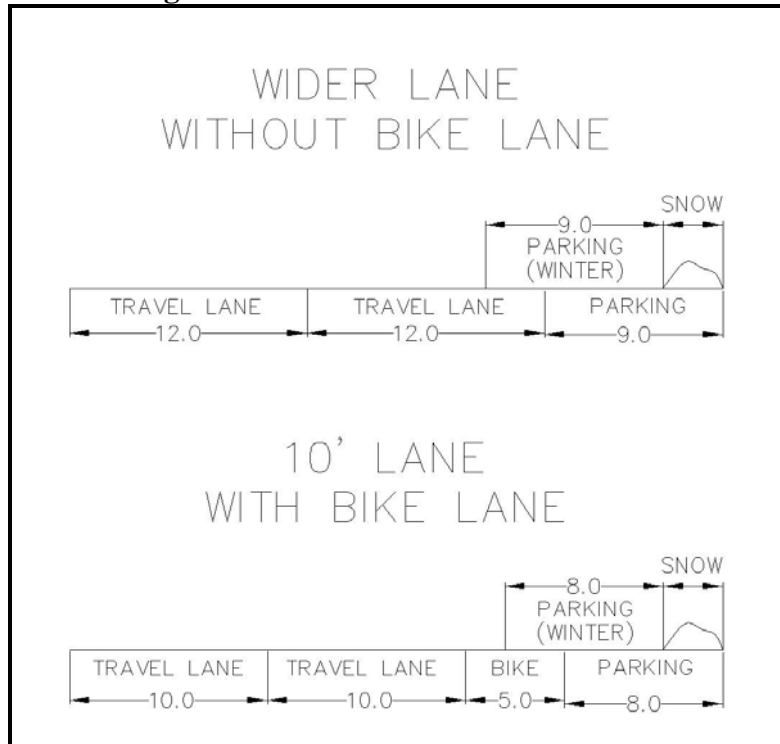 WIDER LANE
WITHOUT BIKE LANE
SNOW
9.0
PARKING
(WINTER)
TRAVEL LANE TRAVEL LANE PARKING
12.0 12.0 9.0
10' LANE
WITH BIKE LANE
SNOW
8.0
PARKING
(WINTER)
TRAVEL LANE TRAVEL LANE BIKE PARKING
10.0 10.0 5.0 8.0